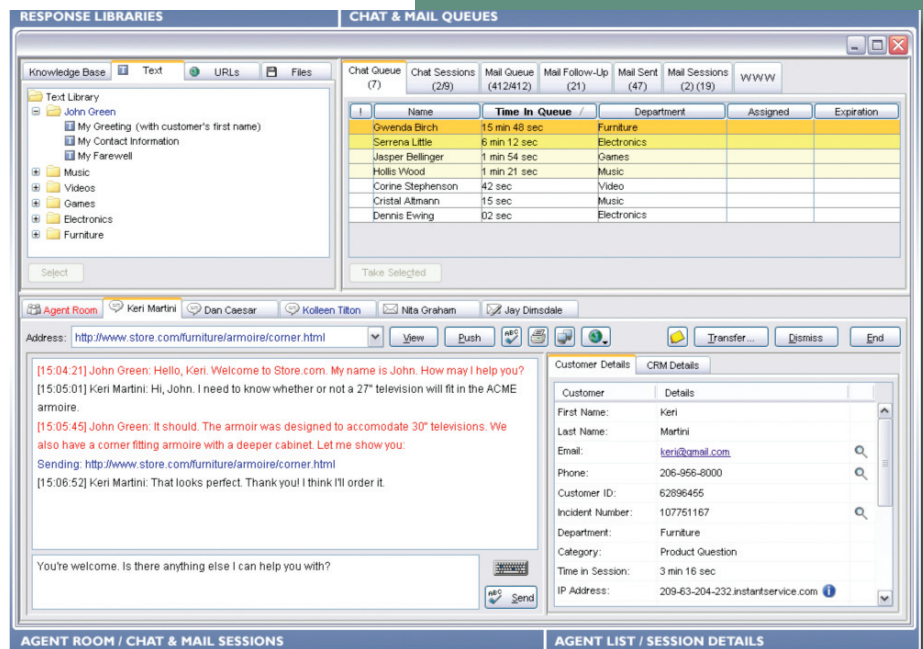 RESPONSE LIBRARIES
CHAT & MAIL QUEUES
Knowledge Base
Text
URLs
Files
Text Library
John Green
My Greeting (with customer's first name)
My Contact Information
My Farewell
Music
Videos
Games
Electronics
Furniture
Select
Chat Queue (7)
Chat Sessions (2/9)
Mail Queue (412/412)
Mail Follow-Up (21)
Mail Sent (47)
Mail Sessions (2) (19)
WWW
! Name Time In Queue / Department Assigned Expiration
Gwenda Birch 15 min 48 sec Furniture
Serrena Little 6 min 12 sec Electronics
Jasper Bellinger 1 min 54 sec Games
Hollis Wood 1 min 21 sec Music
Corine Stephenson 42 sec Video
Cristal Altmann 15 sec Music
Dennis Ewing 02 sec Electronics
Take Selected
Agent Room
Keri Martini
Dan Caesar
Kolleen Tilton
Nita Graham
Jay Dimsdale
Address: http://www.store.com/furniture/armoire/corner.html
View
Push
ABC
Transfer...
Dismiss
End
[15:04:21] John Green: Hello, Keri. Welcome to Store.com. My name is John. How may I help you?
[15:05:01] Keri Martini: Hi, John. I need to know whether or not a 27" television will fit in the ACME
armoire.
[15:05:45] John Green: It should. The armoir was designed to accomodate 30" televisions. We
also have a corner fitting armoire with a deeper cabinet. Let me show you:
Sending: http://www.store.com/furniture/armoire/corner.html
[15:06:52] Keri Martini: That looks perfect. Thank you! I think I'll order it.
You're welcome. Is there anything else I can help you with?
ABC
Send
Customer Details
CRM Details
Customer Details
First Name: Keri
Last Name: Martini
Email: keri@gmail.com
Phone: 206-956-8000
Customer ID: 62896455
Incident Number: 107751167
Department: Furniture
Category: Product Question
Time in Session: 3 min 16 sec
IP Address: 209-63-204-232.instantservice.com
AGENT ROOM / CHAT & MAIL SESSIONS
AGENT LIST / SESSION DETAILS